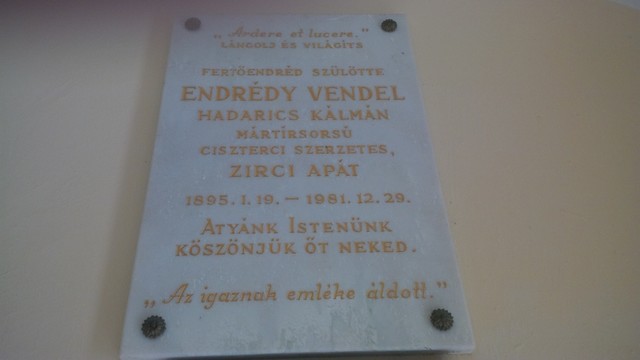 „Ardere et lucere."
LÁNGOLJ ÉS VILÁGÍTS
FERTŐENDRÉD SZÜLÖTTE
ENDRÉDY VENDEL
HADARICS KÁLMÁN
MÁRTÍRSORSÚ
CISZTERCI SZERZETES,
ZIRCI APÁT
1895. I. 19. – 1981. 12. 29.
ATYÁNK ISTENÜNK
KÖSZÖNJÜK ŐT NEKED.
„Az igaznak emléke áldott."